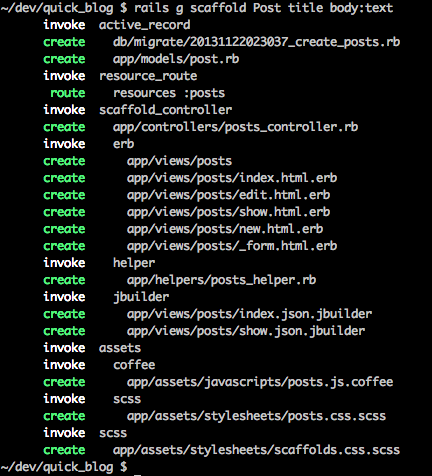 ~/dev/quick_blog $ rails g scaffold Post title body:text
invoke  active_record
create    db/migrate/20131122023037_create_posts.rb
create    app/models/post.rb
invoke  resource_route
route    resources :posts
invoke  scaffold_controller
create    app/controllers/posts_controller.rb
invoke    erb
create      app/views/posts
create      app/views/posts/index.html.erb
create      app/views/posts/edit.html.erb
create      app/views/posts/show.html.erb
create      app/views/posts/new.html.erb
create      app/views/posts/_form.html.erb
invoke    helper
create      app/helpers/posts_helper.rb
invoke    jbuilder
create      app/views/posts/index.json.jbuilder
create      app/views/posts/show.json.jbuilder
invoke  assets
invoke    coffee
create      app/assets/javascripts/posts.js.coffee
invoke    scss
create      app/assets/stylesheets/posts.css.scss
invoke  scss
create    app/assets/stylesheets/scaffolds.css.scss
~/dev/quick_blog $ _